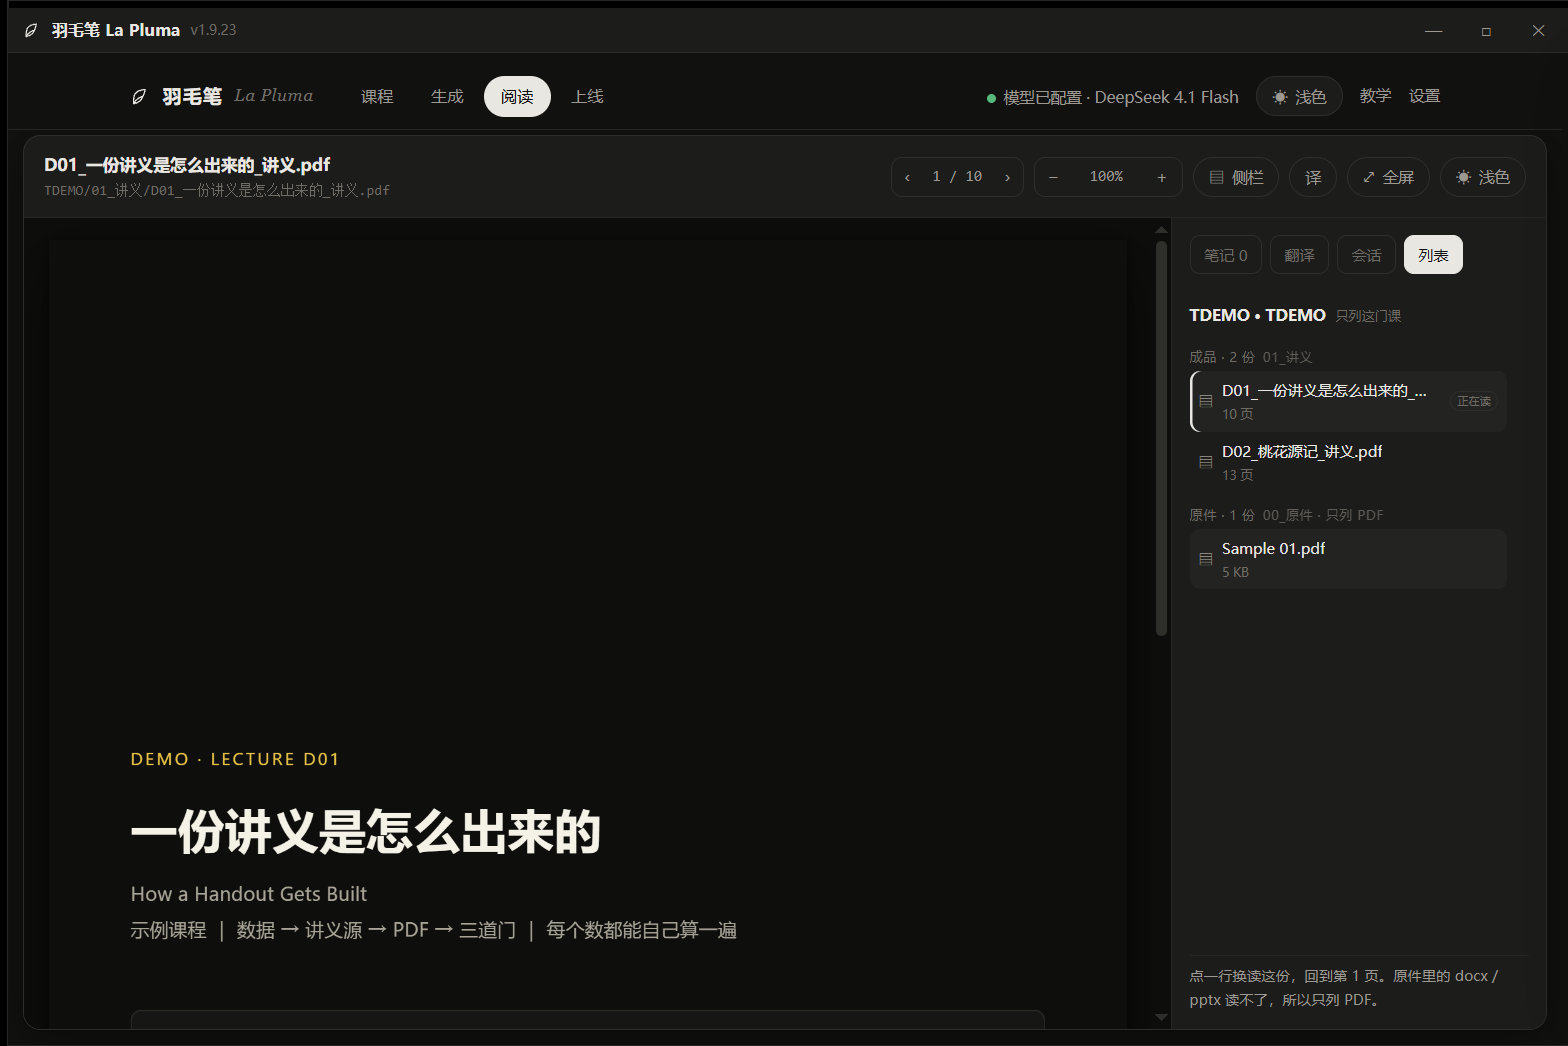 羽毛笔 La Pluma v1.9.23
羽毛笔 La Pluma 课程 生成 阅读 上线 模型已配置 · DeepSeek 4.1 Flash 浅色 教学 设置
D01_一份讲义是怎么出来的_讲义.pdf
TDEMO/01_讲义/D01_一份讲义是怎么出来的_讲义.pdf
‹ 1 / 10 › − 100% + 侧栏 译 全屏 浅色
笔记 0 翻译 会话 列表
TDEMO • TDEMO 只列这门课
成品 · 2 份 01_讲义
D01_一份讲义是怎么出来的_... 正在读
10 页
D02_桃花源记_讲义.pdf
13 页
原件 · 1 份 00_原件 · 只列 PDF
Sample 01.pdf
5 KB
DEMO · LECTURE D01
一份讲义是怎么出来的
How a Handout Gets Built
示例课程 | 数据 → 讲义源 → PDF → 三道门 | 每个数都能自己算一遍
点一行换读这份，回到第 1 页。原件里的 docx /
pptx 读不了，所以只列 PDF。